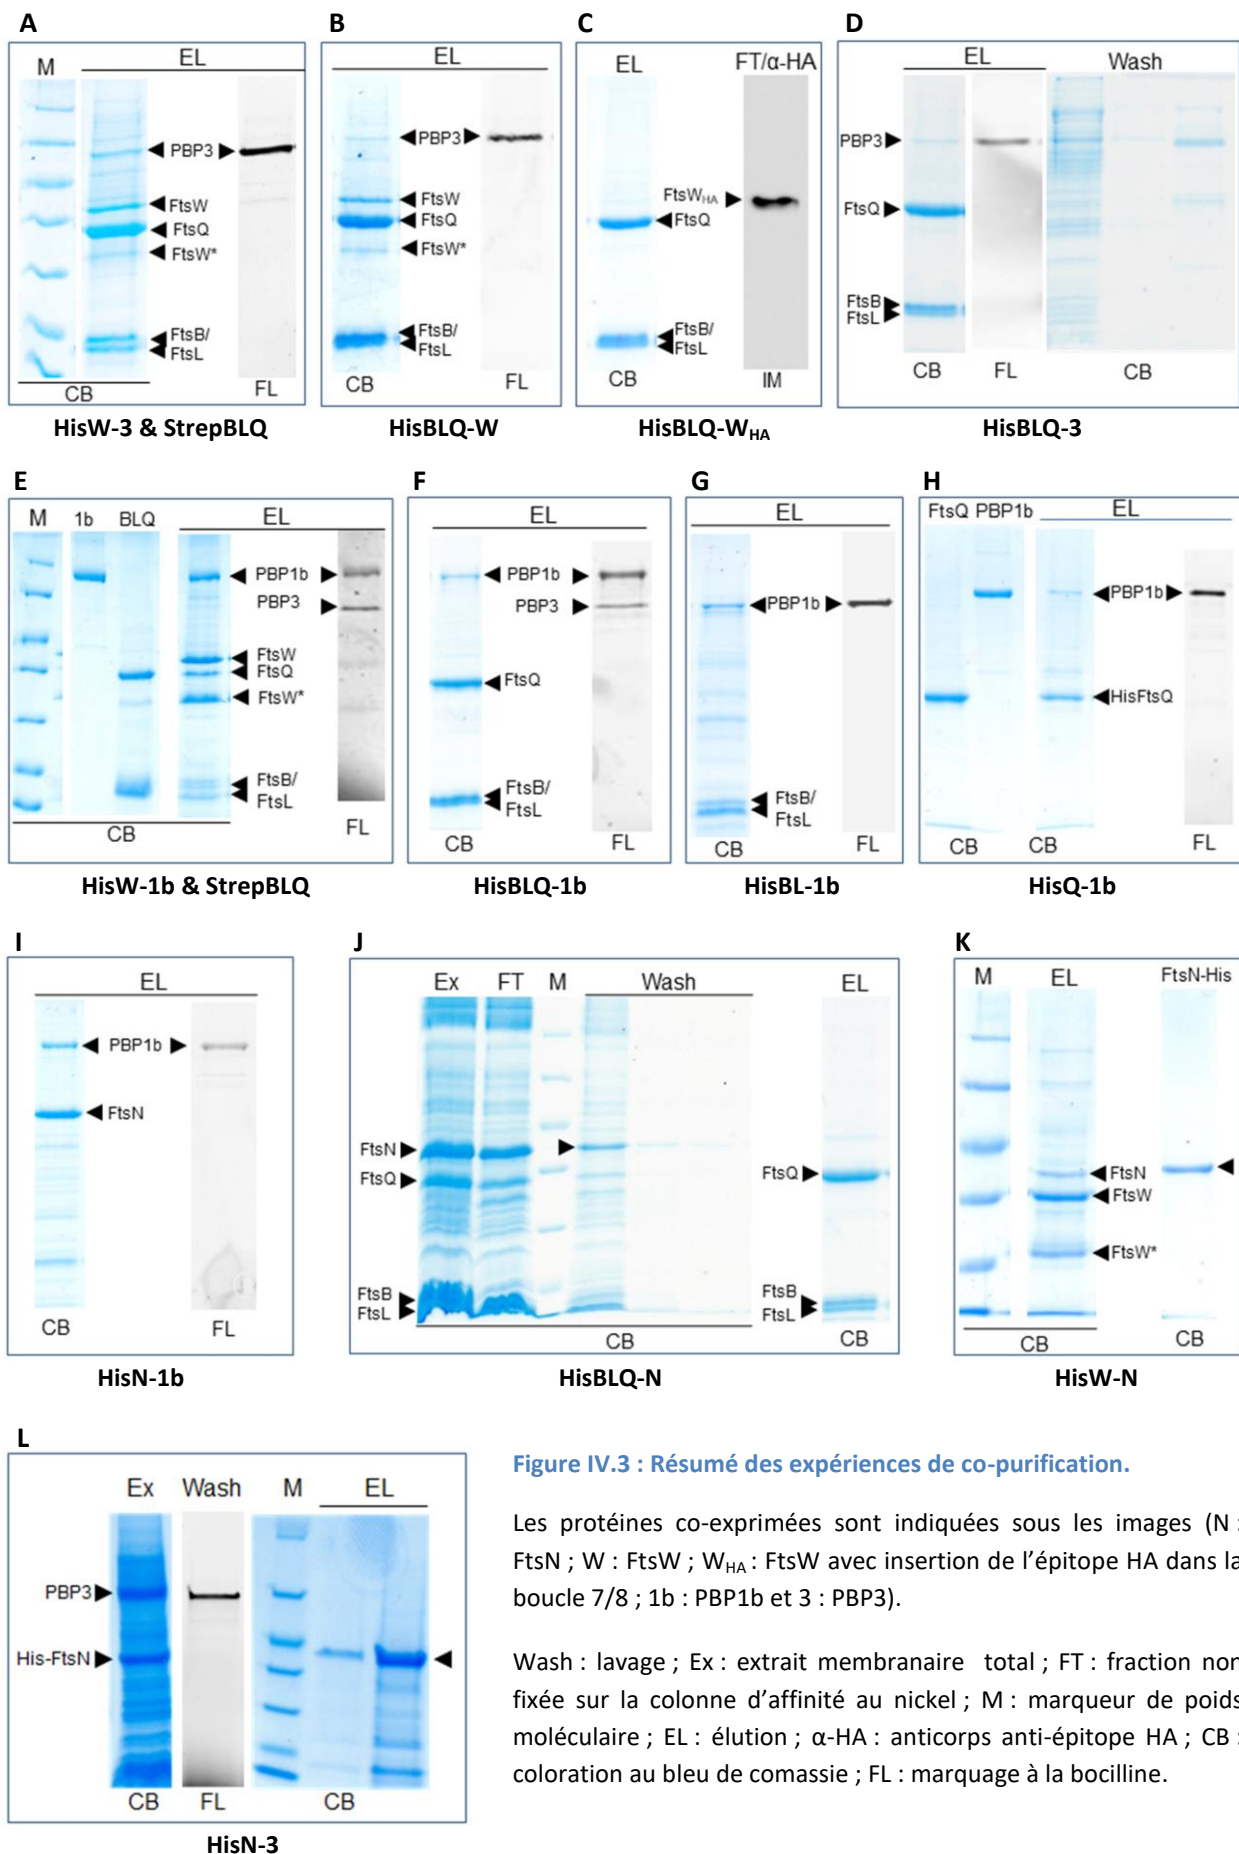 A
B
C
D
EL
M
PBP3
FtsW
FtsQ
FtsW*
FtsB/
FtsL
CB
FL
HisW-3 & StrepBLQ
EL
PBP3
FtsW
FtsQ
FtsW*
FtsB/
FtsL
CB
FL
HisBLQ-W
EL
FT/α-HA
FtsW_HA
FtsQ
FtsB/
FtsL
CB
IM
HisBLQ-W_HA
EL
Wash
PBP3
FtsQ
FtsB
FtsL
CB
FL
CB
HisBLQ-3
E
F
G
H
M
1b
BLQ
EL
PBP1b
PBP3
FtsW
FtsQ
FtsW*
FtsB/
FtsL
CB
FL
HisW-1b & StrepBLQ
EL
PBP1b
PBP3
FtsQ
FtsB/
FtsL
CB
FL
HisBLQ-1b
EL
PBP1b
FtsB/
FtsL
CB
FL
HisBL-1b
FtsQ PBP1b
EL
PBP1b
HisFtsQ
CB
CB
FL
HisQ-1b
I
J
K
EL
PBP1b
FtsN
CB
FL
HisN-1b
Ex
FT
M
Wash
EL
FtsN
FtsQ
FtsQ
FtsB
FtsL
FtsB
FtsL
CB
CB
HisBLQ-N
M
EL
FtsN-His
FtsN
FtsW
FtsW*
CB
CB
HisW-N
L
Ex
Wash
M
EL
PBP3
His-FtsN
CB
FL
CB
HisN-3
Figure IV.3 : Résumé des expériences de co-purification.
Les protéines co-exprimées sont indiquées sous les images (N :
FtsN ; W : FtsW ; W_HA : FtsW avec insertion de l'épitope HA dans la
boucle 7/8 ; 1b : PBP1b et 3 : PBP3).
Wash : lavage ; Ex : extrait membranaire total ; FT : fraction non
fixée sur la colonne d'affinité au nickel ; M : marqueur de poids
moléculaire ; EL : élution ; α-HA : anticorps anti-épitope HA ; CB :
coloration au bleu de comassie ; FL : marquage à la bocilline.